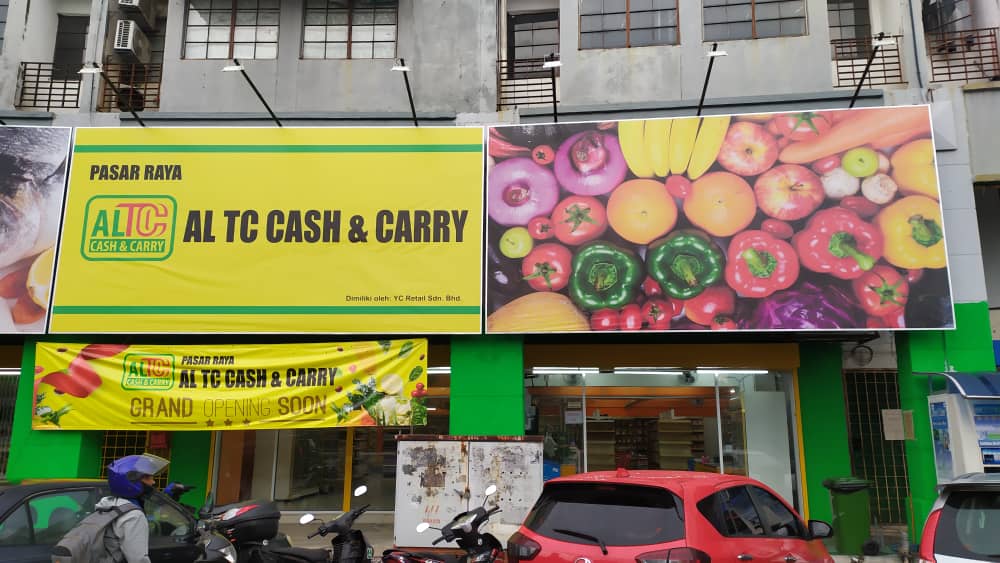 PASAR RAYA
ALTC
CASH & CARRY
AL TC CASH & CARRY
Dimiliki oleh: YC Retail Sdn. Bhd.
PASAR RAYA
ALTC
CASH & CARRY
AL TC CASH & CARRY
GRAND OPENING SOON